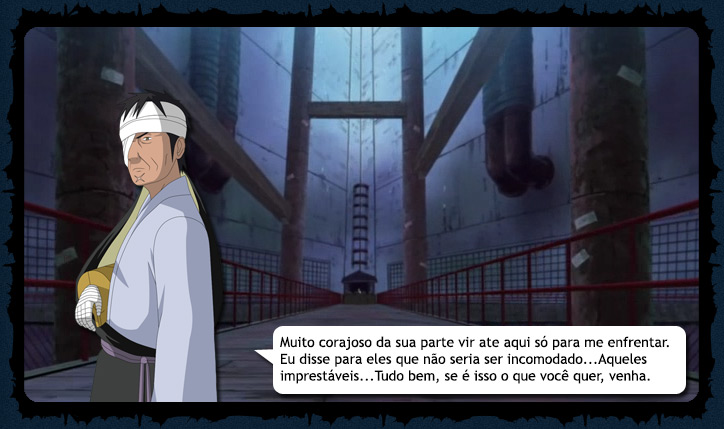 Muito corajoso da sua parte vir ate aqui só para me enfrentar.
Eu disse para eles que não seria ser incomodado...Aqueles
imprestáveis...Tudo bem, se é isso o que você quer, venha.